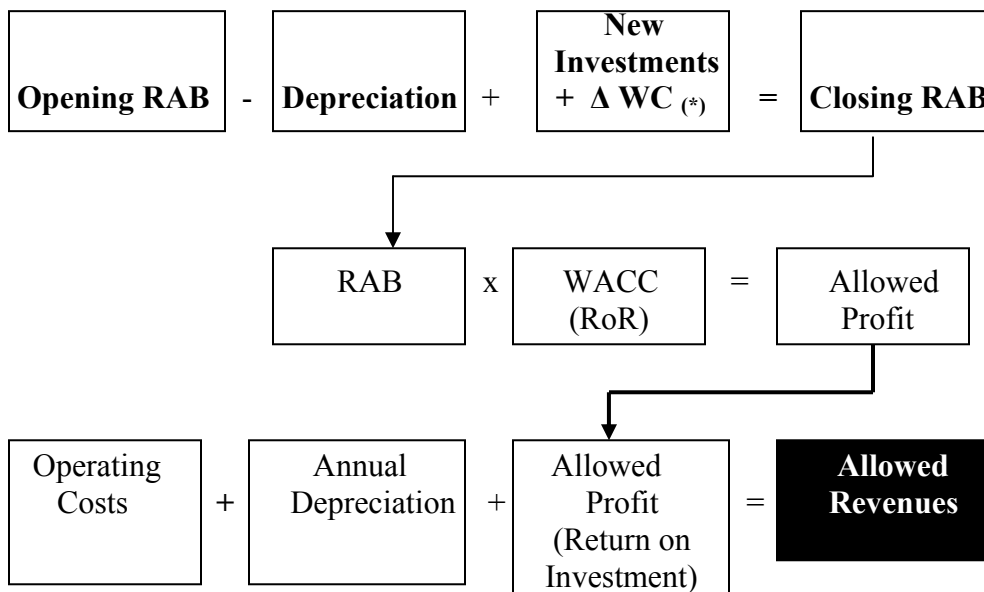 New
Investments
Opening RAB - Depreciation + + Δ WC (*) = Closing RAB
RAB x WACC = Allowed
(RoR) Profit
Operating Annual Allowed Allowed
Costs + Depreciation + Profit = Revenues
(Return on
Investment)